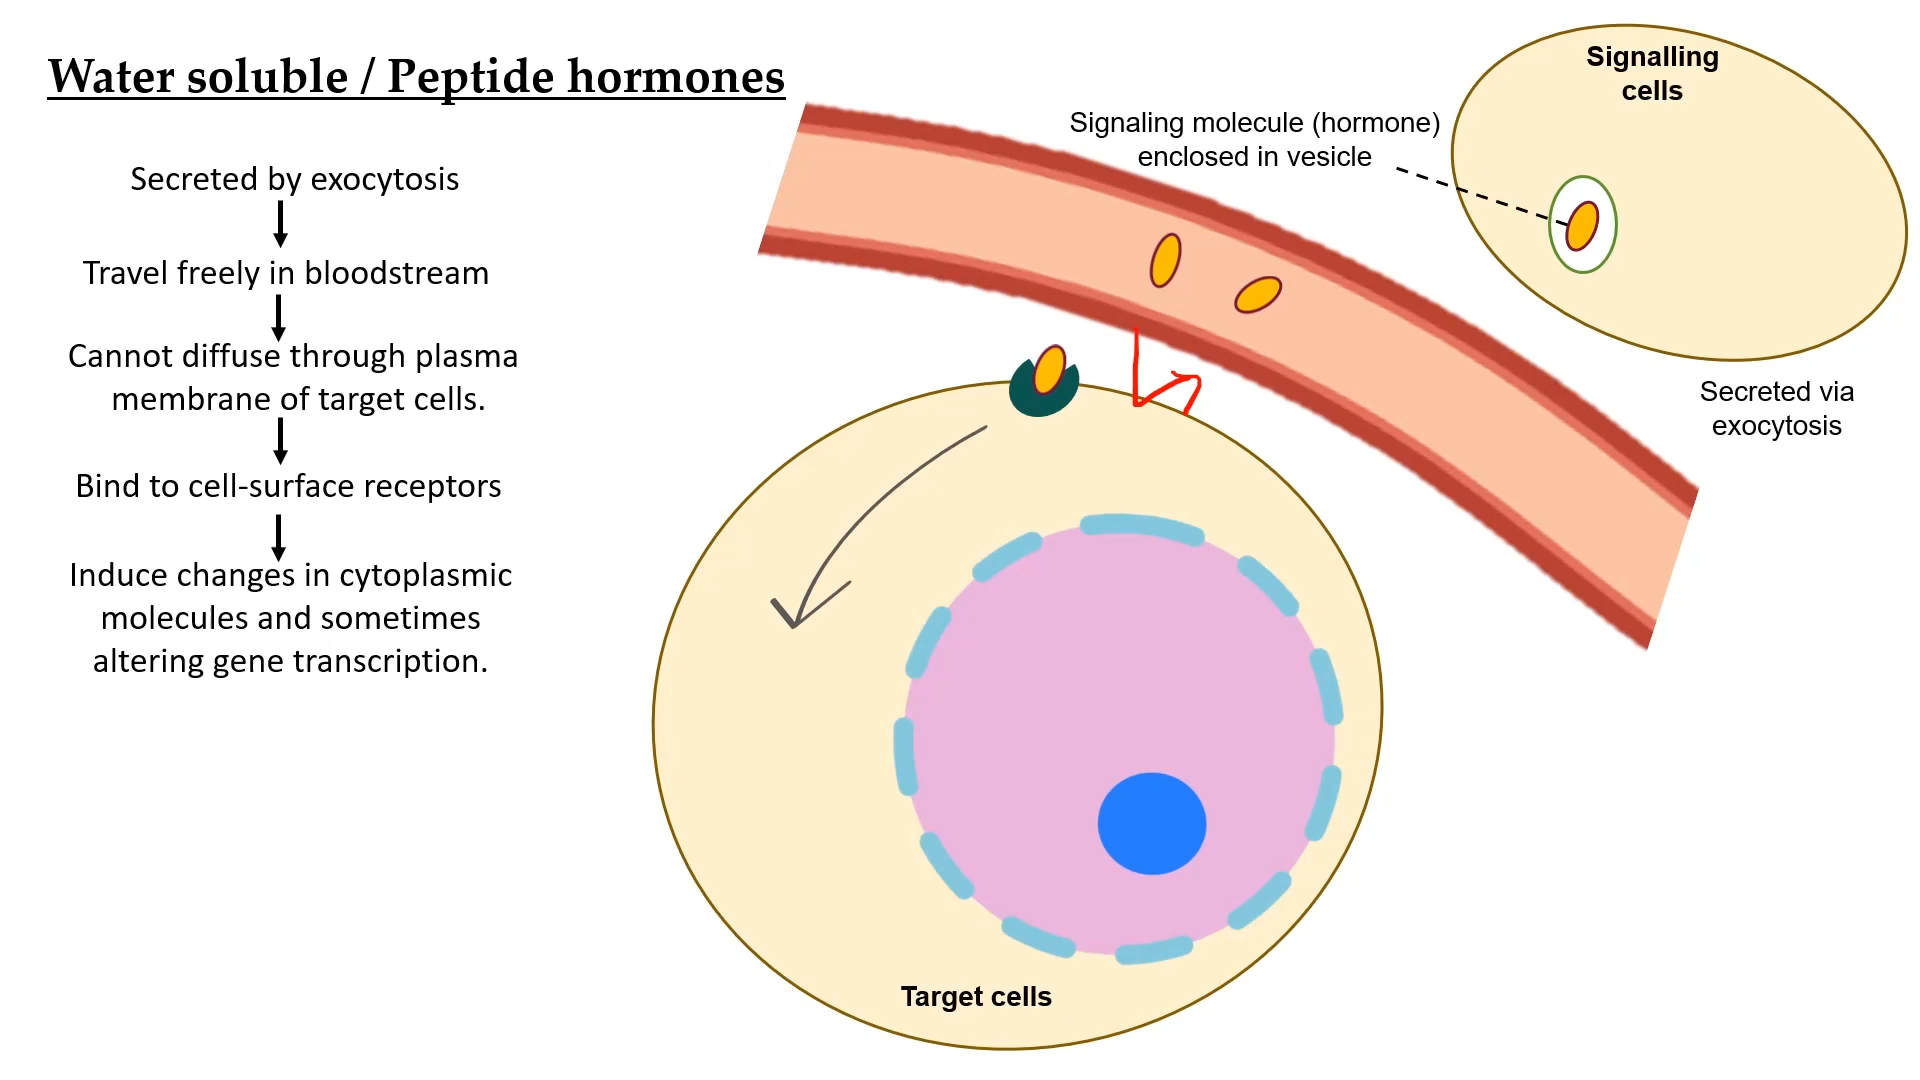 Water soluble / Peptide hormones
Secreted by exocytosis
Travel freely in bloodstream
Cannot diffuse through plasma
membrane of target cells.
Bind to cell-surface receptors
Induce changes in cytoplasmic
molecules and sometimes
altering gene transcription.
Signaling molecule (hormone)
enclosed in vesicle
Signalling
cells
Secreted via
exocytosis
Target cells